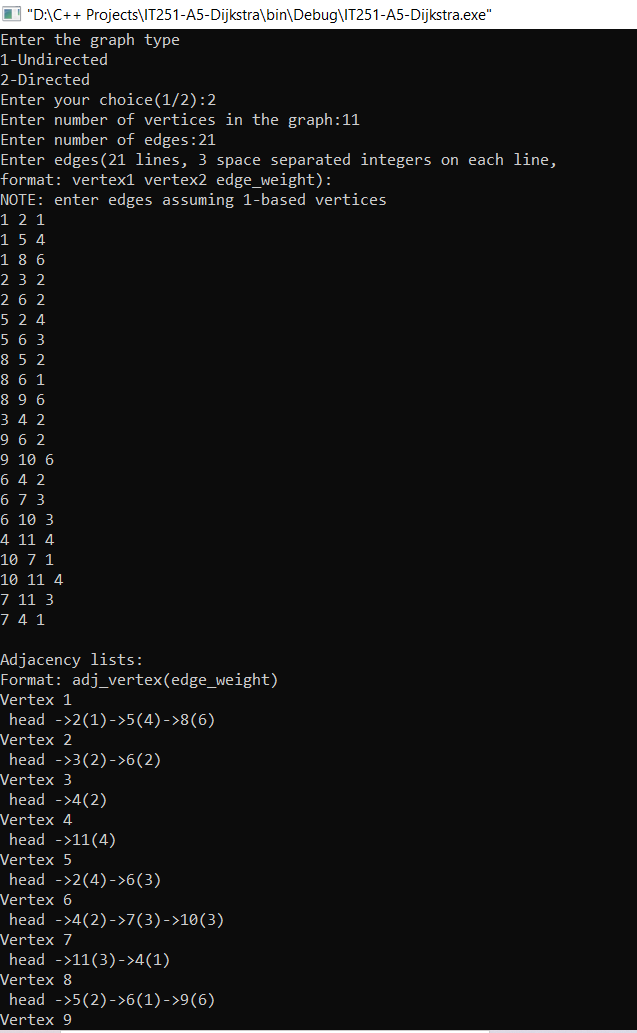 "D:\C++ Projects\IT251-A5-Dijkstra\bin\Debug\IT251-A5-Dijkstra.exe"
Enter the graph type
1-Undirected
2-Directed
Enter your choice(1/2):2
Enter number of vertices in the graph:11
Enter number of edges:21
Enter edges(21 lines, 3 space separated integers on each line,
format: vertex1 vertex2 edge_weight):
NOTE: enter edges assuming 1-based vertices
1 2 1
1 5 4
1 8 6
2 3 2
2 6 2
5 2 4
5 6 3
8 5 2
8 6 1
8 9 6
3 4 2
9 6 2
9 10 6
6 4 2
6 7 3
6 10 3
4 11 4
10 7 1
10 11 4
7 11 3
7 4 1
Adjacency lists:
Format: adj_vertex(edge_weight)
Vertex 1
head ->2(1)->5(4)->8(6)
Vertex 2
head ->3(2)->6(2)
Vertex 3
head ->4(2)
Vertex 4
head ->11(4)
Vertex 5
head ->2(4)->6(3)
Vertex 6
head ->4(2)->7(3)->10(3)
Vertex 7
head ->11(3)->4(1)
Vertex 8
head ->5(2)->6(1)->9(6)
Vertex 9